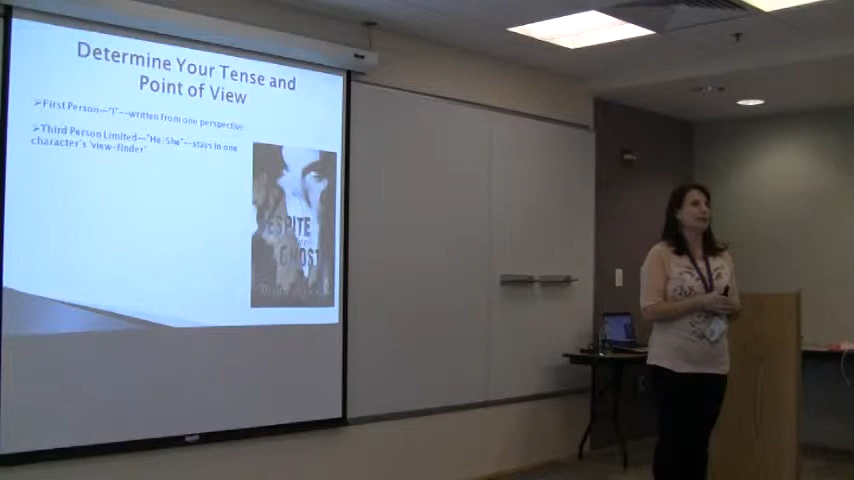 Determine Your Tense and
Point of View
➢First Person—"I"—written from one perspective
➢Third Person Limited—"He/She"—stays in one
character's 'view-finder'
DESPITE
GHOST